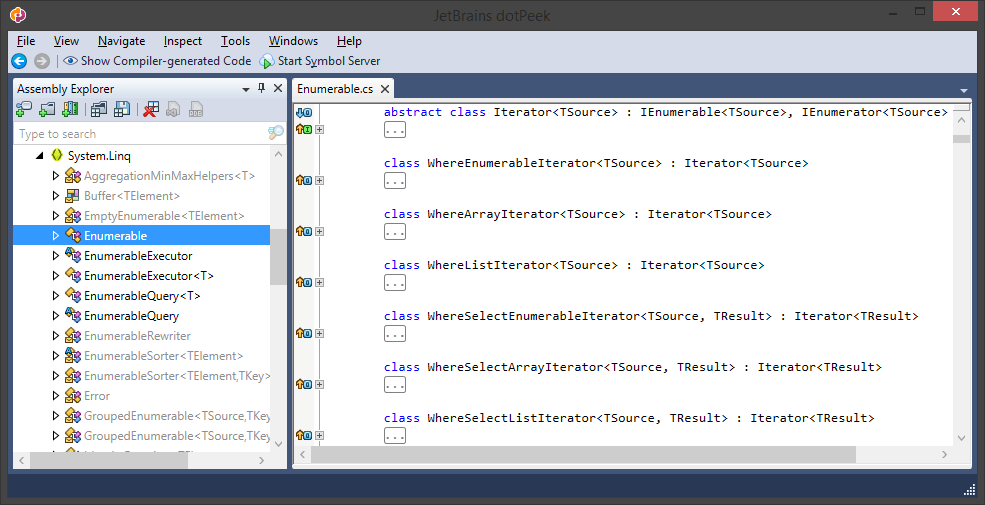 JetBrains dotPeek
File View Navigate Inspect Tools Windows Help
Show Compiler-generated Code Start Symbol Server
Assembly Explorer
Type to search
System.Linq
AggregationMinMaxHelpers<T>
Buffer<TElement>
EmptyEnumerable<TElement>
Enumerable
EnumerableExecutor
EnumerableExecutor<T>
EnumerableQuery<T>
EnumerableQuery
EnumerableRewriter
EnumerableSorter<TElement>
EnumerableSorter<TElement,TKey>
Error
GroupedEnumerable<TSource,TKey
GroupedEnumerable<TSource,TKey
Enumerable.cs
abstract class Iterator<TSource> : IEnumerable<TSource>, IEnumerator<TSource>
...
class WhereEnumerableIterator<TSource> : Iterator<TSource>
...
class WhereArrayIterator<TSource> : Iterator<TSource>
...
class WhereListIterator<TSource> : Iterator<TSource>
...
class WhereSelectEnumerableIterator<TSource, TResult> : Iterator<TResult>
...
class WhereSelectArrayIterator<TSource, TResult> : Iterator<TResult>
...
class WhereSelectListIterator<TSource, TResult> : Iterator<TResult>
...